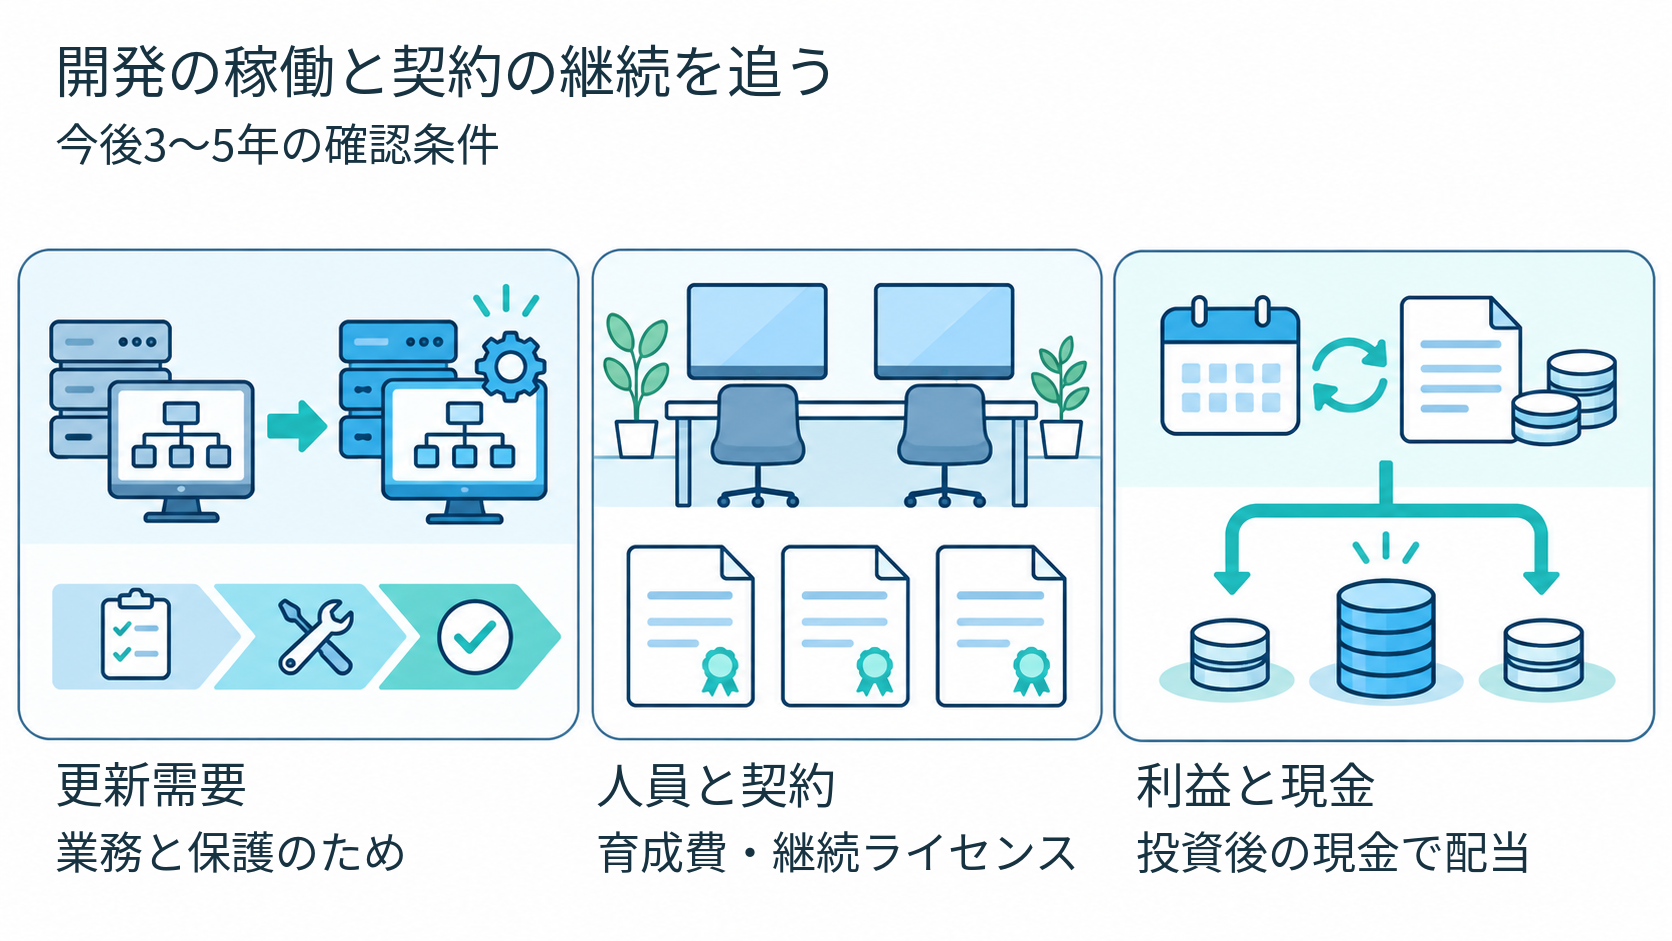 開発の稼働と契約の継続を追う
今後3〜5年の確認条件
更新需要
業務と保護のため
人員と契約
育成費・継続ライセンス
利益と現金
投資後の現金で配当